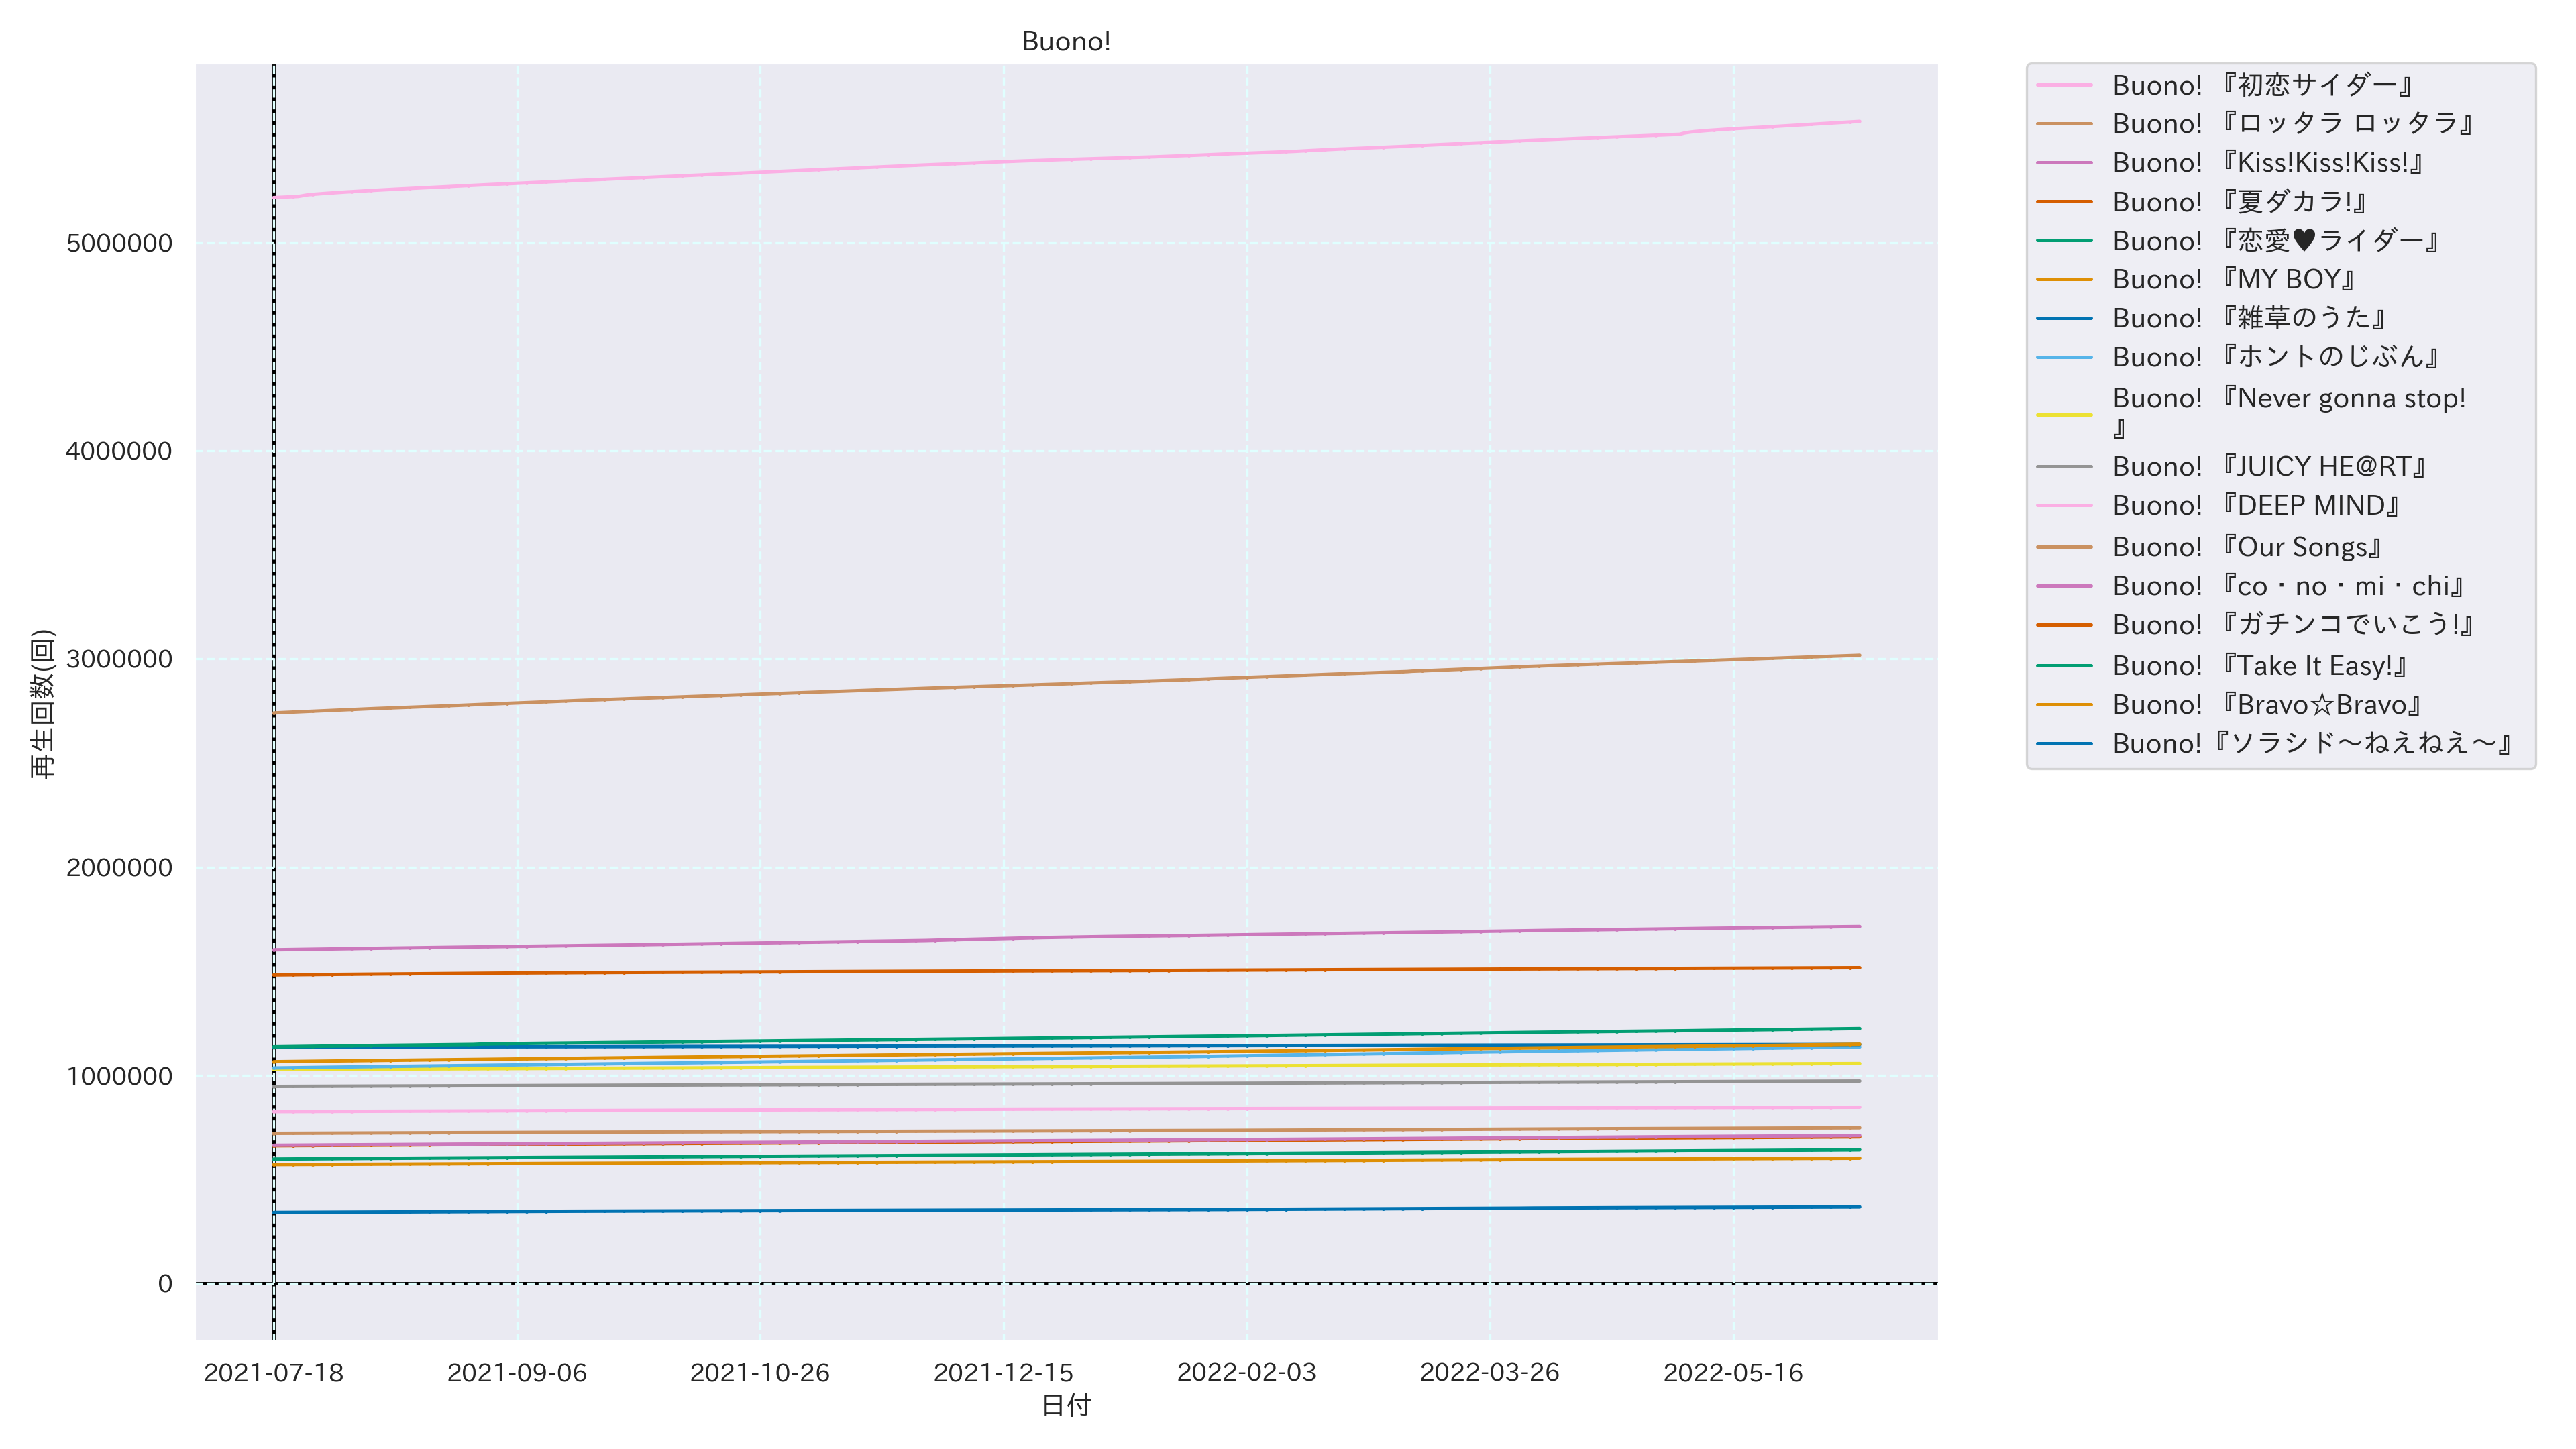 Buono!
5000000
4000000
3000000
2000000
1000000
0
再生回数(回)
2021-07-18
2021-09-06
2021-10-26
2021-12-15
2022-02-03
2022-03-26
2022-05-16
日付
Buono! 『初恋サイダー』
Buono! 『ロッタラ ロッタラ』
Buono! 『Kiss!Kiss!Kiss!』
Buono! 『夏ダカラ!』
Buono! 『恋愛♥ライダー』
Buono! 『MY BOY』
Buono! 『雑草のうた』
Buono! 『ホントのじぶん』
Buono! 『Never gonna stop!
』
Buono! 『JUICY HE@RT』
Buono! 『DEEP MIND』
Buono! 『Our Songs』
Buono! 『co・no・mi・chi』
Buono! 『ガチンコでいこう!』
Buono! 『Take It Easy!』
Buono! 『Bravo☆Bravo』
Buono!『ソラシド～ねえねえ～』